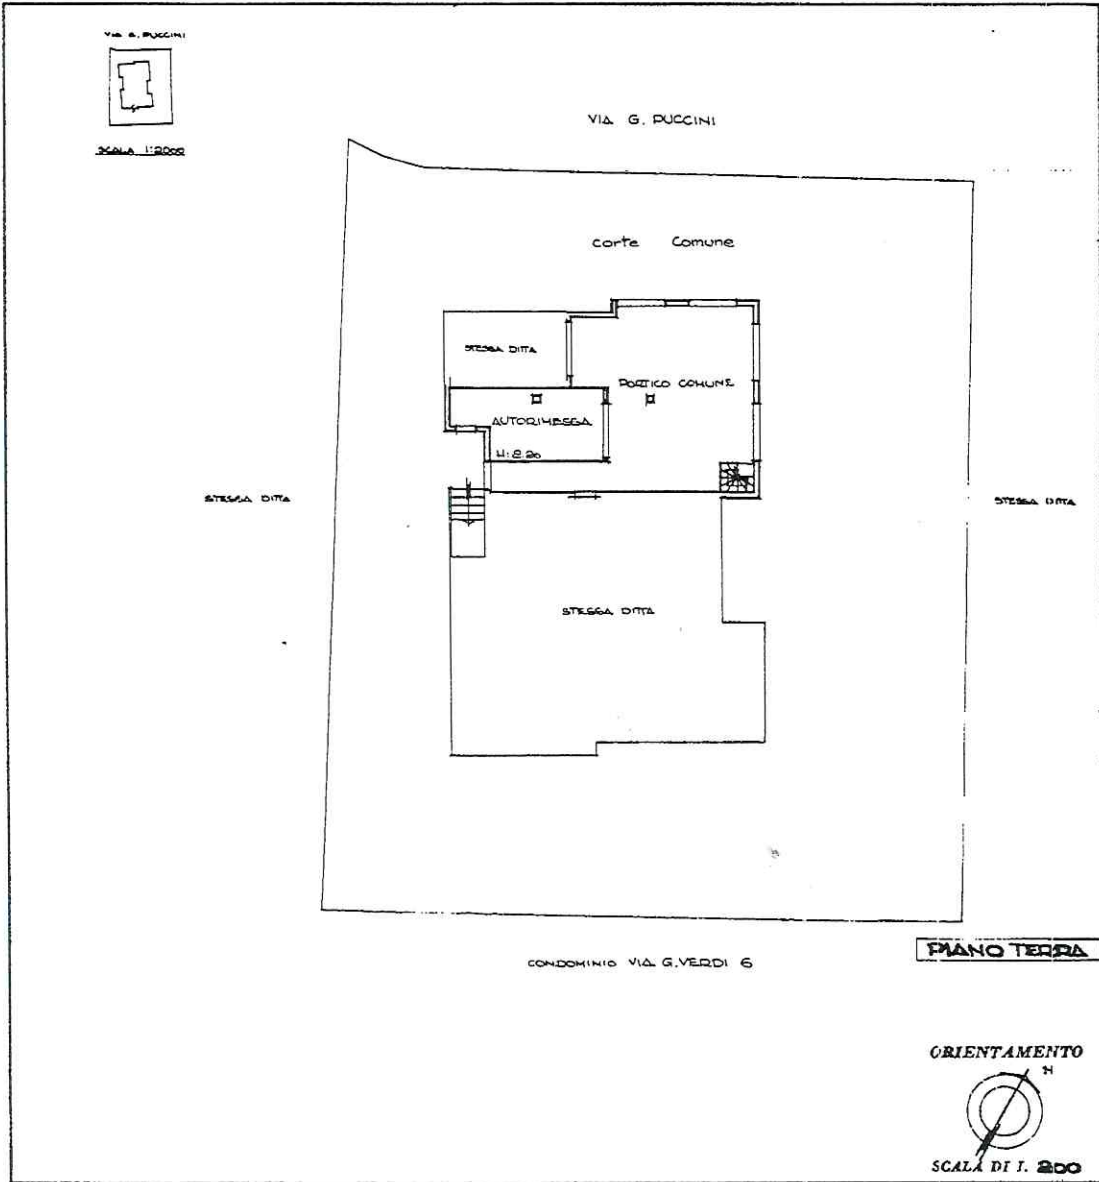 VIA G. PUCCINI
SCALA 1:2000
VIA G. PUCCINI
corte Comune
STESSA DITTA
PORTICO COMUNE
AUTORIMESSA
H: 2.20
STESSA DITTA
STESSA DITTA
STESSA DITTA
CONDOMINIO VIA G. VERDI 6
PIANO TERRA
ORIENTAMENTO
N
SCALA DI 1. 200